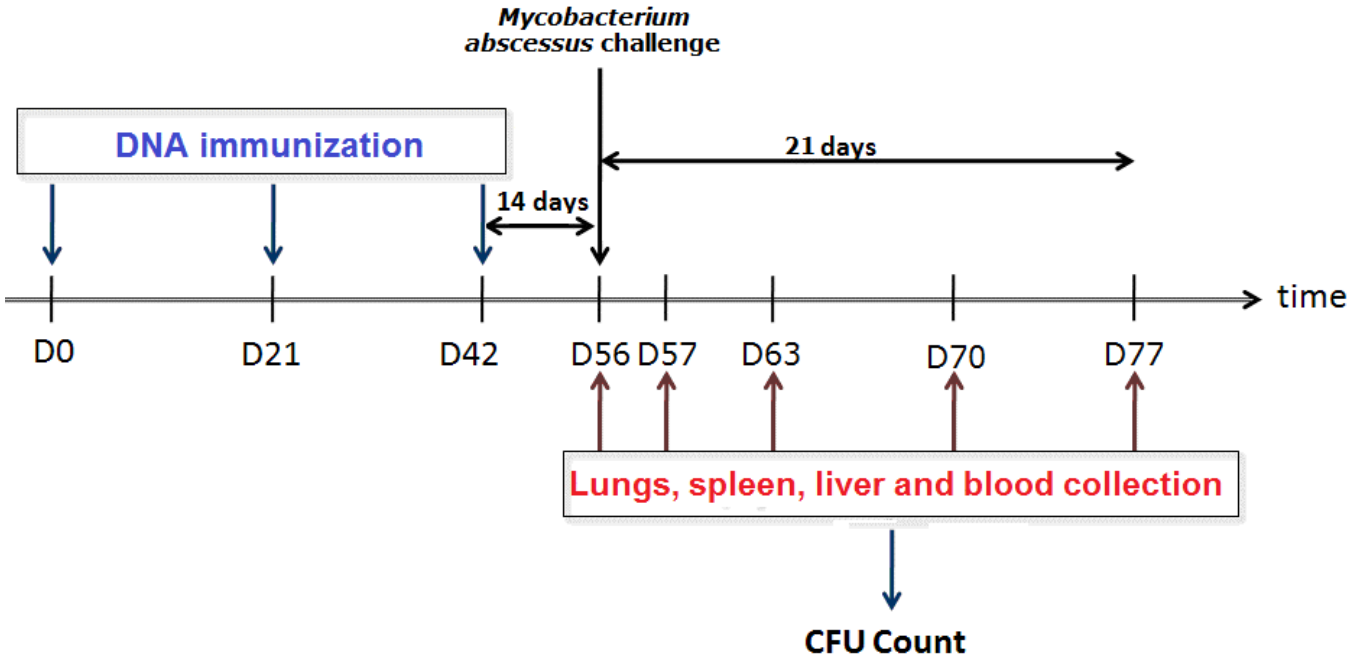 Mycobacterium
abscessus challenge
DNA immunization
21 days
14 days
time
D0 D21 D42 D56 D57 D63 D70 D77
Lungs, spleen, liver and blood collection
CFU Count